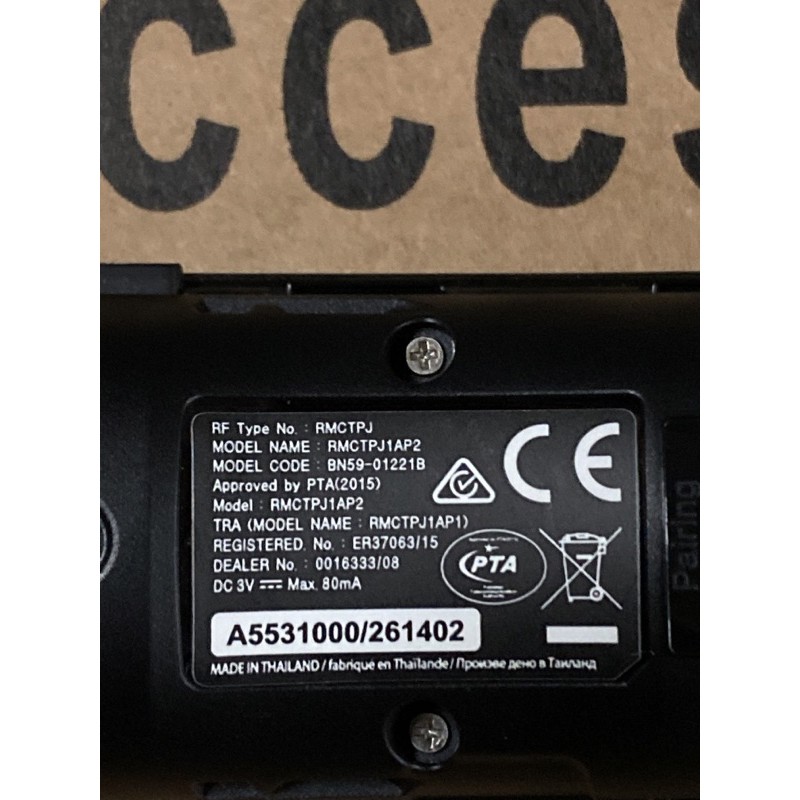 cces
RF Type No. : RMCTPJ
MODEL NAME : RMCTPJ1AP2
MODEL CODE : BN59-01221B
Approved by PTA(2015)
Model : RMCTPJ1AP2
TRA (MODEL NAME : RMCTPJ1AP1)
REGISTERED. No. : ER37063/15
DEALER No. : 0016333/08
DC 3V Max. 80mA
CE
PTA
Pairing
A5531000/261402
MADE IN THAILAND / fabriqué en Thaïlande / Произве дено в Таиланд